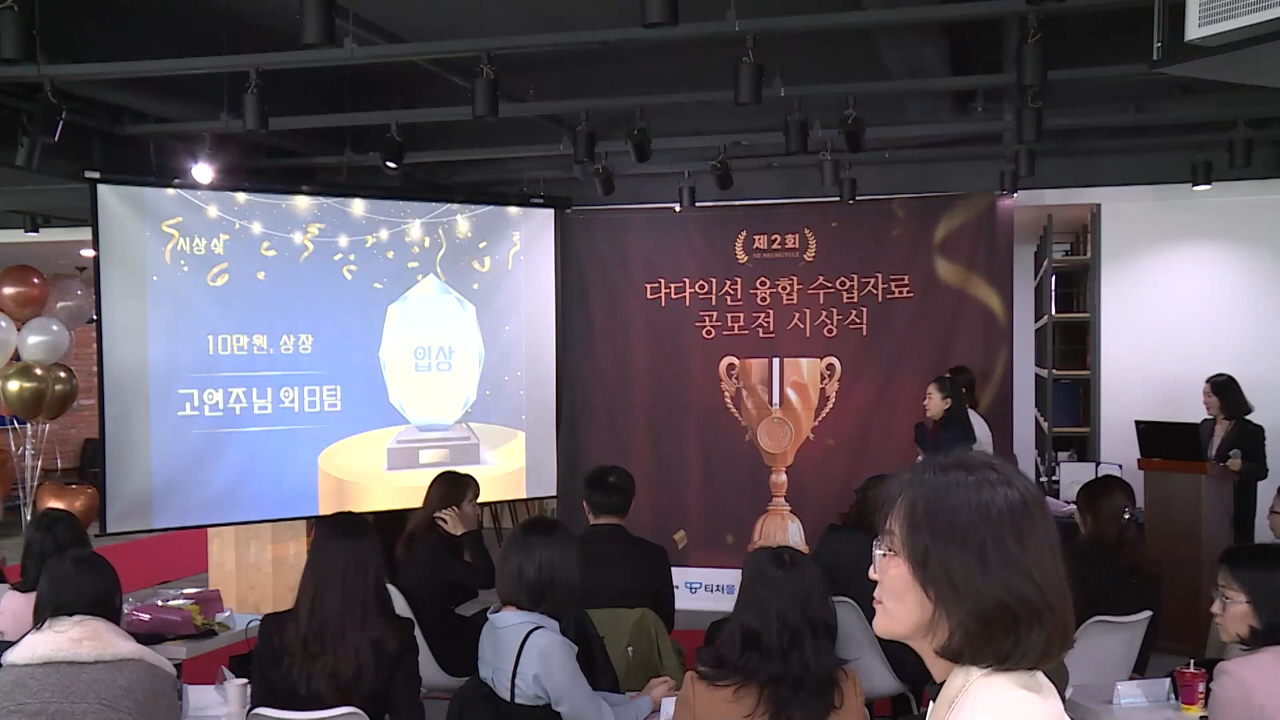 시상식
10만원, 상장
고연주님 외8팀
입상
제2회
NE NEUNGYULE
다다익선 융합 수업자료
공모전 시상식
티처몰